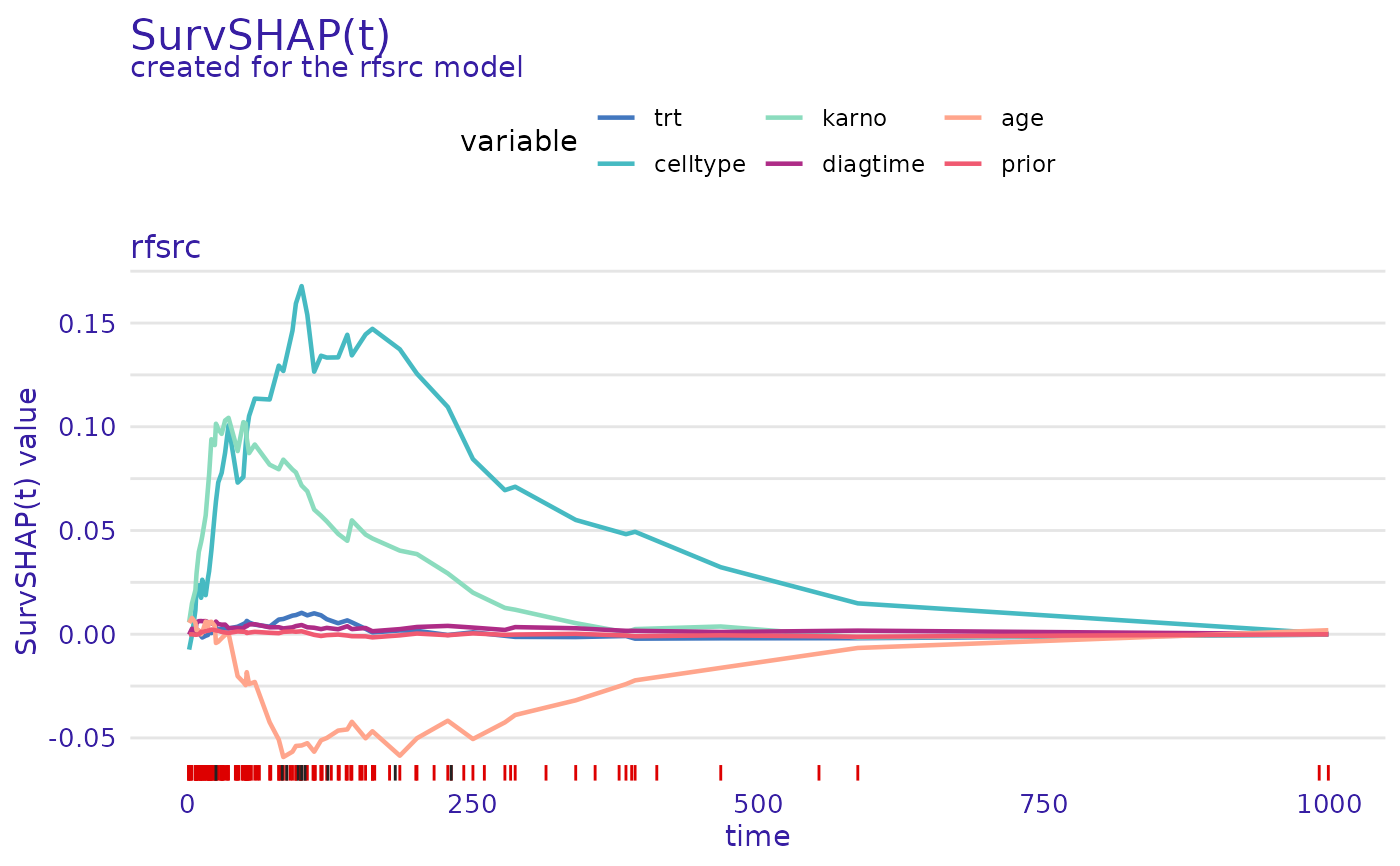 SurvSHAP(t)
created for the rfsrc model
variable
trt
karno
age
celltype
diagtime
prior
rfsrc
SurvSHAP(t) value
0.15
0.10
0.05
0.00
-0.05
0
250
500
750
1000
time